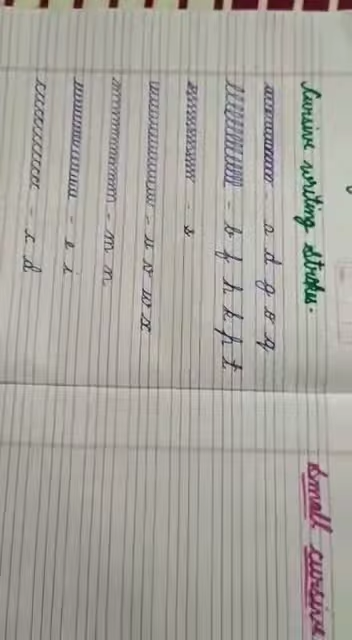 Cursive writing strokes.
- a d g o q
- b f h k p t
- s
- u v w x
- m n
- e i
- c d
small cursive